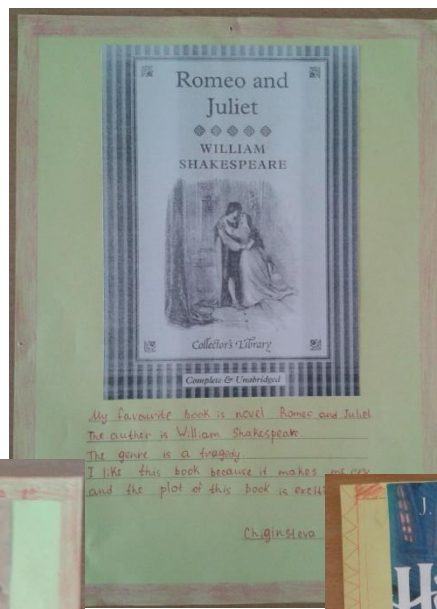 Romeo and
Juliet
WILLIAM
SHAKESPEARE
Collector's Library
Complete & Unabridged
My favourite book is novel Romeo and Juliet
The author is William Shakespeare
The genre is a tragedy
I like this book because it makes me cry
and the plot of this book is
J.